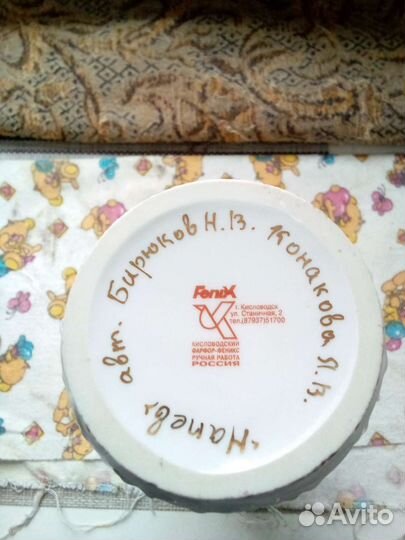 «Напев» авт. Бирюков Н.В. Конакова Л.В.
Fenix
г. Кисловодск
ул. Станичная, 2
тел.(87937)51700
КИСЛОВОДСКИЙ
ФАРФОР-ФЕНИКС
РУЧНАЯ РАБОТА
РОССИЯ
Avito